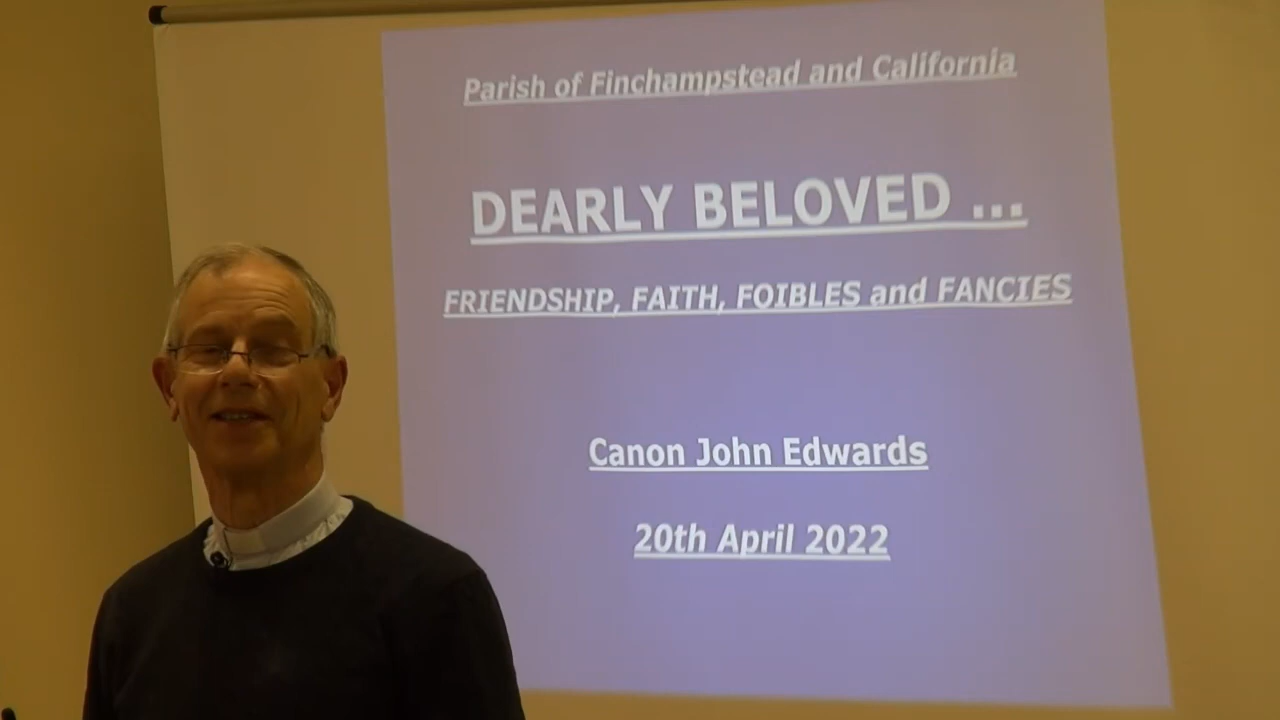 Parish of Finchampstead and California
DEARLY BELOVED ...
FRIENDSHIP, FAITH, FOIBLES and FANCIES
Canon John Edwards
20th April 2022